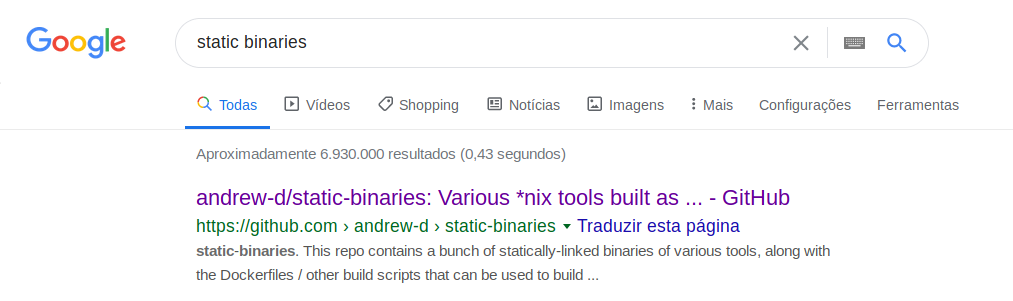 Google
static binaries
Todas Vídeos Shopping Notícias Imagens Mais Configurações Ferramentas
Aproximadamente 6.930.000 resultados (0,43 segundos)
andrew-d/static-binaries: Various *nix tools built as ... - GitHub
https://github.com › andrew-d › static-binaries Traduzir esta página
static-binaries. This repo contains a bunch of statically-linked binaries of various tools, along with
the Dockerfiles / other build scripts that can be used to build ...